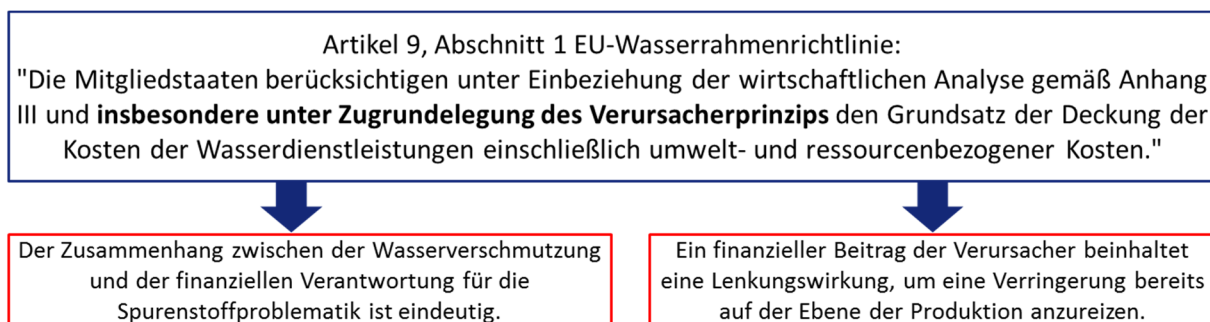 Artikel 9, Abschnitt 1 EU-Wasserrahmenrichtlinie:
"Die Mitgliedstaaten berücksichtigen unter Einbeziehung der wirtschaftlichen Analyse gemäß Anhang
III und insbesondere unter Zugrundelegung des Verursacherprinzips den Grundsatz der Deckung der
Kosten der Wasserdienstleistungen einschließlich umwelt- und ressourcenbezogener Kosten."
Der Zusammenhang zwischen der Wasserverschmutzung
und der finanziellen Verantwortung für die
Spurenstoffproblematik ist eindeutig.
Ein finanzieller Beitrag der Verursacher beinhaltet
eine Lenkungswirkung, um eine Verringerung bereits
auf der Ebene der Produktion anzureizen.